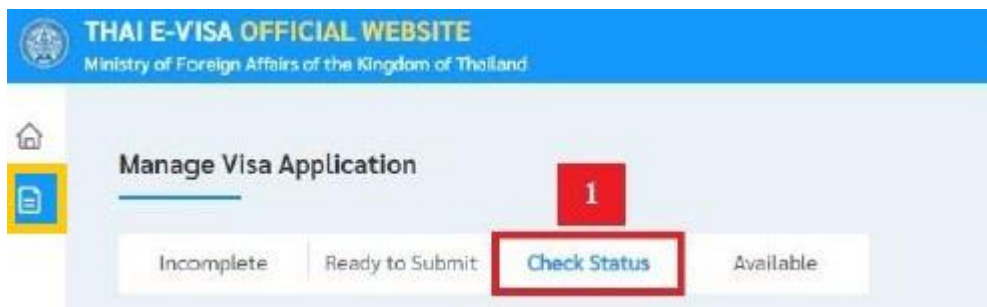 THAI E-VISA OFFICIAL WEBSITE
Ministry of Foreign Affairs of the Kingdom of Thailand
Manage Visa Application
1
Incomplete Ready to Submit Check Status Available